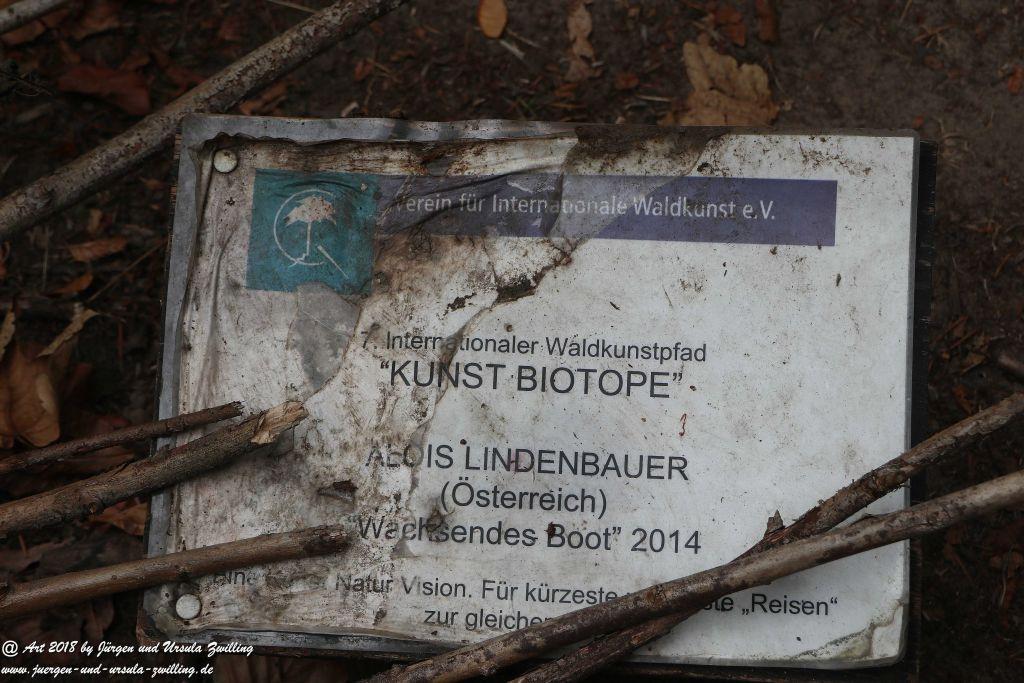 Verein für Internationale Waldkunst e.V.
7. Internationaler Waldkunstpfad
“KUNST BIOTOPE”
ALOIS LINDENBAUER
(Österreich)
“Wachsendes Boot” 2014
Natur Vision. Für kürzeste „Reisen“
zur gleichen
@ Art 2018 by Jürgen und Ursula Zwilling
www.juergen-und-ursula-zwilling.de